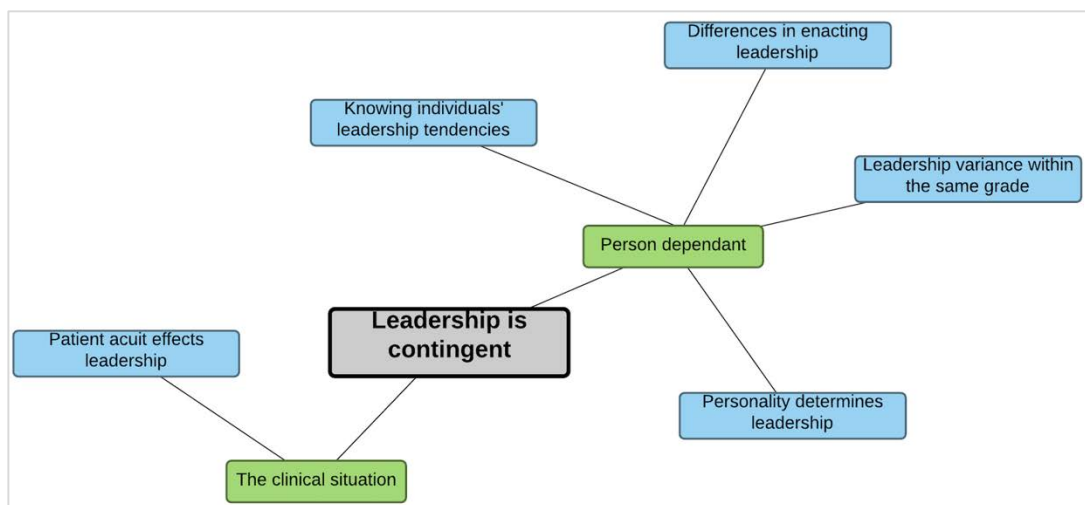 Differences in enacting
leadership
Knowing individuals'
leadership tendencies
Leadership variance within
the same grade
Person dependant
Leadership is
contingent
Patient acuit effects
leadership
Personality determines
leadership
The clinical situation